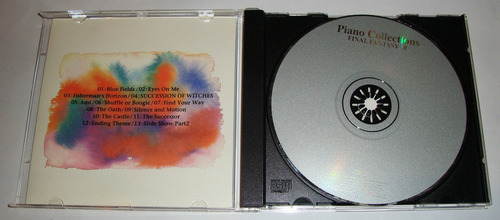 01: Blue Fields / 02: Eyes On Me
03: Fisherman's Horizon / 04: SUCCESSION OF WITCHES
05: Ami / 06: Shuffle or Boogie / 07: Find Your Way
08: The Oath / 09: Silence and Motion
10: The Castle / 11: The Successor
12: Ending Theme / 13: Slide Show Part2
Piano Collections
FINAL FANTASY